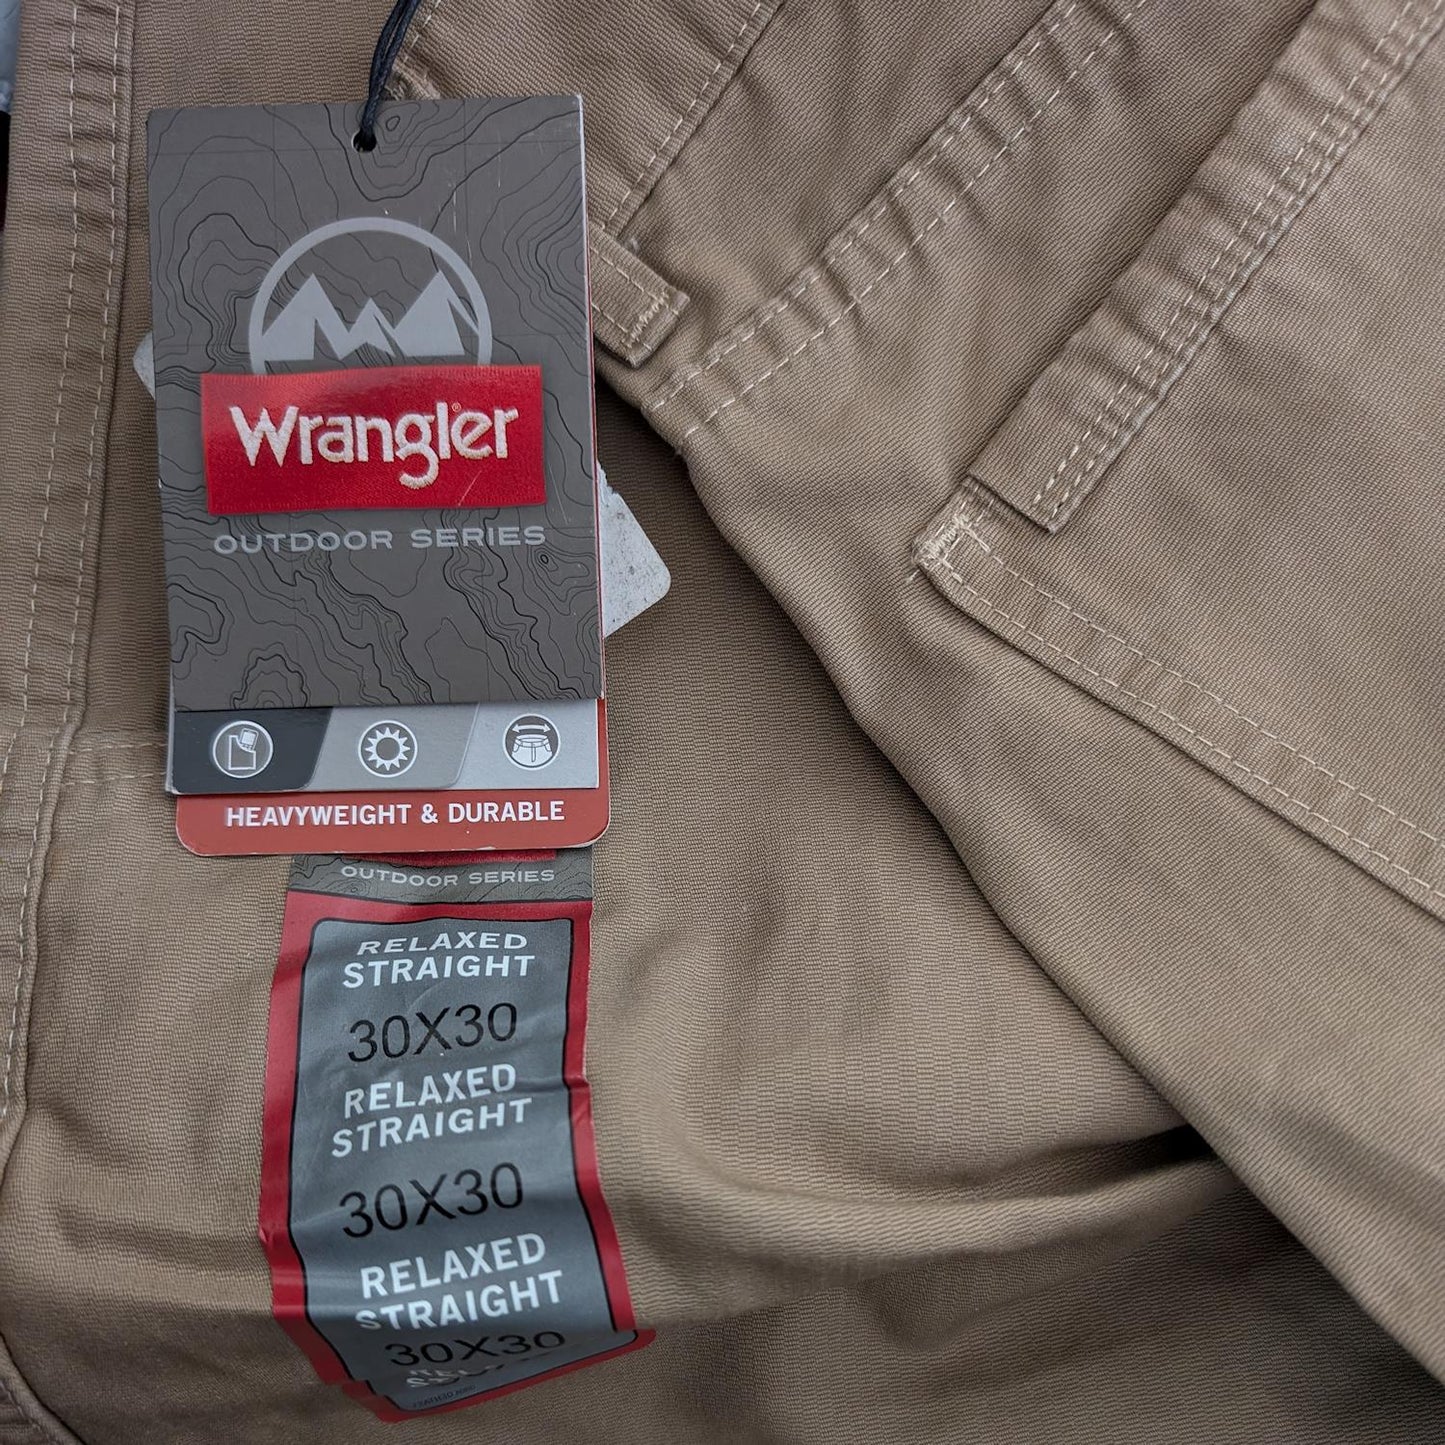 Wrangler®
OUTDOOR SERIES
HEAVYWEIGHT & DURABLE
OUTDOOR SERIES
RELAXED
STRAIGHT
30X30
RELAXED
STRAIGHT
30X30
RELAXED
STRAIGHT
30X30